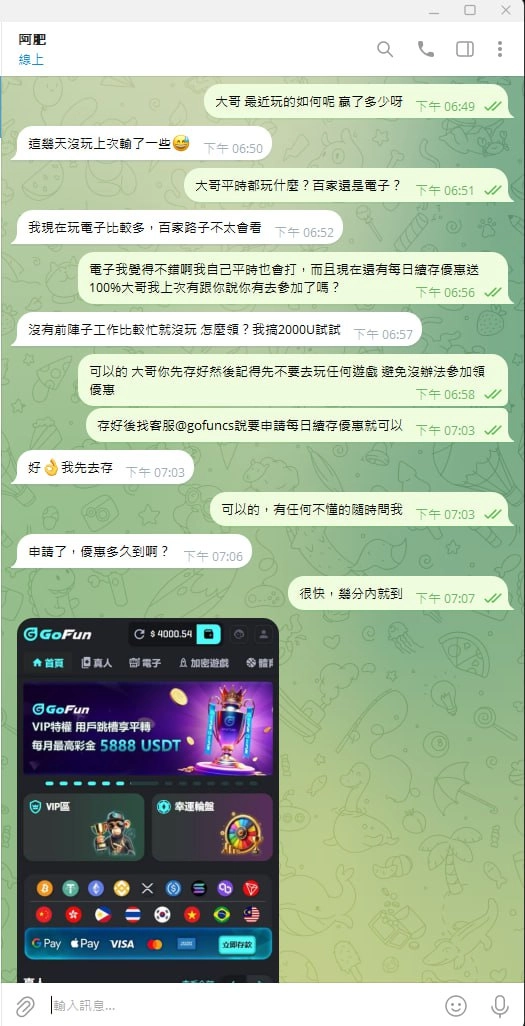 阿肥
線上
大哥 最近玩的如何呢 贏了多少呀 下午 06:49
這幾天沒玩上次輸了一些😅 下午 06:50
大哥平時都玩什麼？百家還是電子？ 下午 06:51
我現在玩電子比較多，百家路子不太會看 下午 06:52
電子我覺得不錯啊我自己平時也會打，而且現在還有每日續存優惠送
100%大哥我上次有跟你說你有去參加了嗎？ 下午 06:56
沒有前陣子工作比較忙就沒玩 怎麼領？我搞2000U試試 下午 06:57
可以的 大哥你先存好然後記得先不要去玩任何遊戲 避免沒辦法參加領
優惠 下午 06:58
存好後找客服@gofuncs說要申請每日續存優惠就可以 下午 07:03
好👌我先去存 下午 07:03
可以的，有任何不懂的随時問我 下午 07:03
申請了，優惠多久到啊？ 下午 07:06
很快，幾分內就到 下午 07:07
GoFun $ 4000.54
首頁 真人 電子 加密遊戲
GoFun
VIP特權 用戶跳槽享平轉
每月最高彩金 5888 USDT
VIP區 幸運輪盤
G Pay Apple Pay VISA 立即存款
真人
輸入訊息...